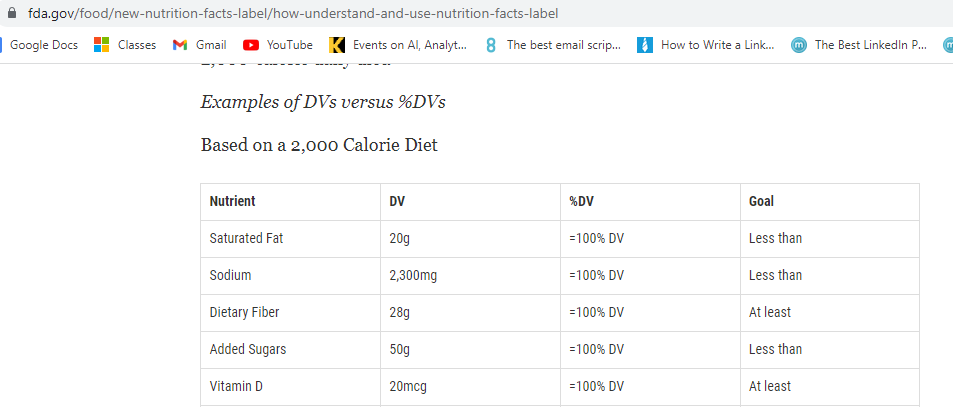 fda.gov/food/new-nutrition-facts-label/how-understand-and-use-nutrition-facts-label
Google Docs Classes Gmail YouTube Events on AI, Analyt... The best email scrip... How to Write a Link... The Best LinkedIn P...
Examples of DVs versus %DVs
Based on a 2,000 Calorie Diet
Nutrient DV %DV Goal
Saturated Fat 20g =100% DV Less than
Sodium 2,300mg =100% DV Less than
Dietary Fiber 28g =100% DV At least
Added Sugars 50g =100% DV Less than
Vitamin D 20mcg =100% DV At least